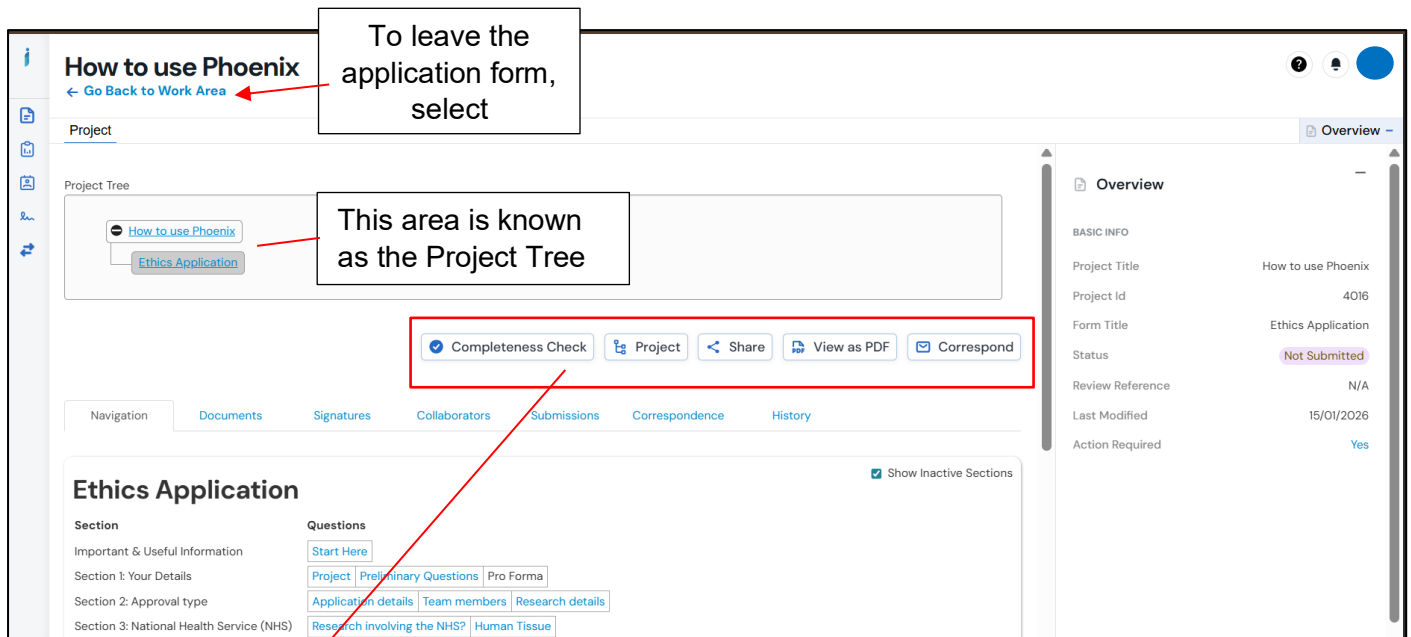 To leave the
application form,
select
How to use Phoenix
← Go Back to Work Area
Project
Overview –
Project Tree
How to use Phoenix
Ethics Application
This area is known
as the Project Tree
Completeness Check
Project
Share
PDF View as PDF
Correspond
Navigation
Documents
Signatures
Collaborators
Submissions
Correspondence
History
Ethics Application
Show Inactive Sections
Section Questions
Important & Useful Information Start Here
Section 1: Your Details Project Preliminary Questions Pro Forma
Section 2: Approval type Application details Team members Research details
Section 3: National Health Service (NHS) Research involving the NHS? Human Tissue
Overview
BASIC INFO
Project Title How to use Phoenix
Project Id 4016
Form Title Ethics Application
Status Not Submitted
Review Reference N/A
Last Modified 15/01/2026
Action Required Yes